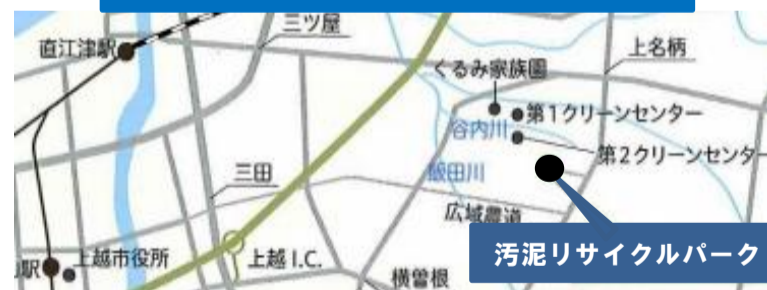 三ツ屋
直江津駅
上名柄
くるみ家族園
第1クリーンセンター
谷内川
第2クリーンセンタ
飯田川
三田
広域農道
汚泥リサイクルパーク
上越市役所
上越 I.C.
駅
横曽根